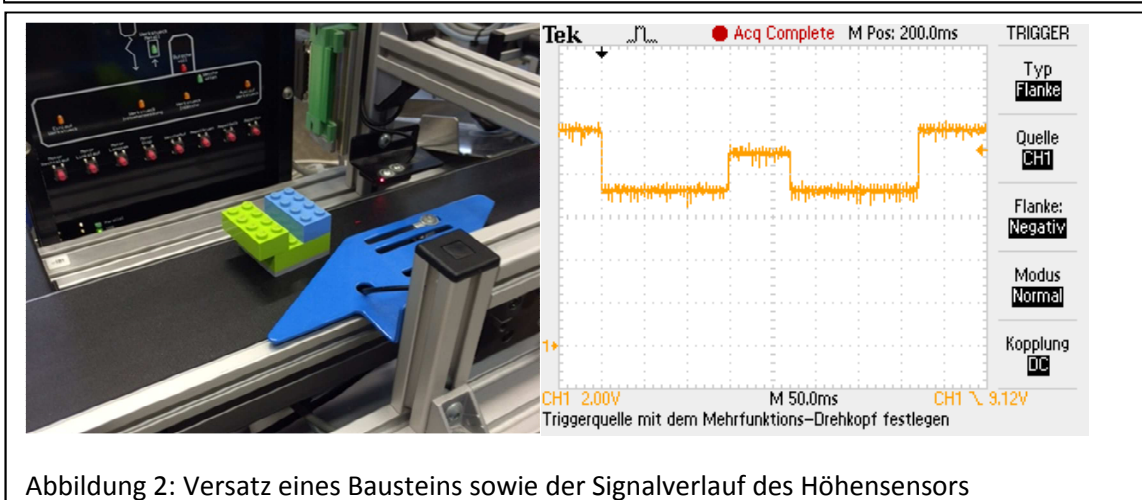 Tek
Acq Complete
M Pos: 200.0ms
TRIGGER
Typ
Flanke
Quelle
CH1
Flanke:
Negativ
Modus
Normal
Kopplung
DC
1
CH1 2.00V
M 50.0ms
CH1 9.12V
Triggerquelle mit dem Mehrfunktions-Drehkopf festlegen
Abbildung 2: Versatz eines Bausteins sowie der Signalverlauf des Höhensensors